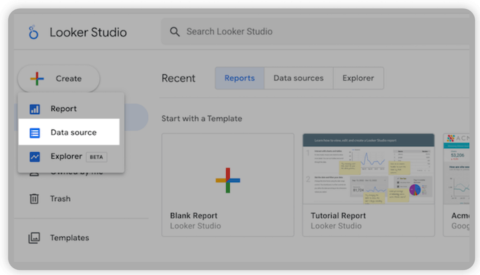 Looker Studio
Search Looker Studio
Create
Recent
Reports
Data sources
Explorer
Report
Data source
Explorer BETA
Owned by me
Trash
Templates
Start with a Template
Blank Report
Looker Studio
Tutorial Report
Looker Studio
Acme
Goog